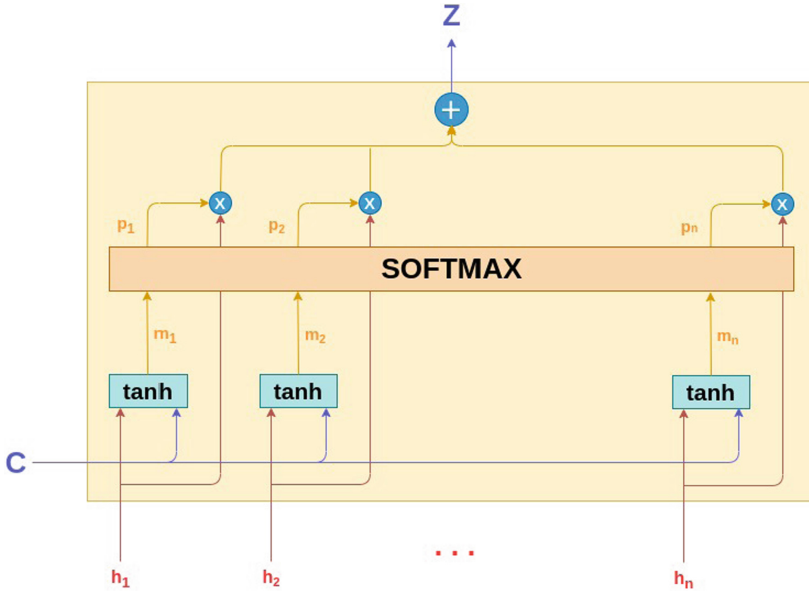 Z
+
x x x
p1 p2 pn
SOFTMAX
m1 m2 mn
tanh tanh tanh
C
...
h1 h2 hn